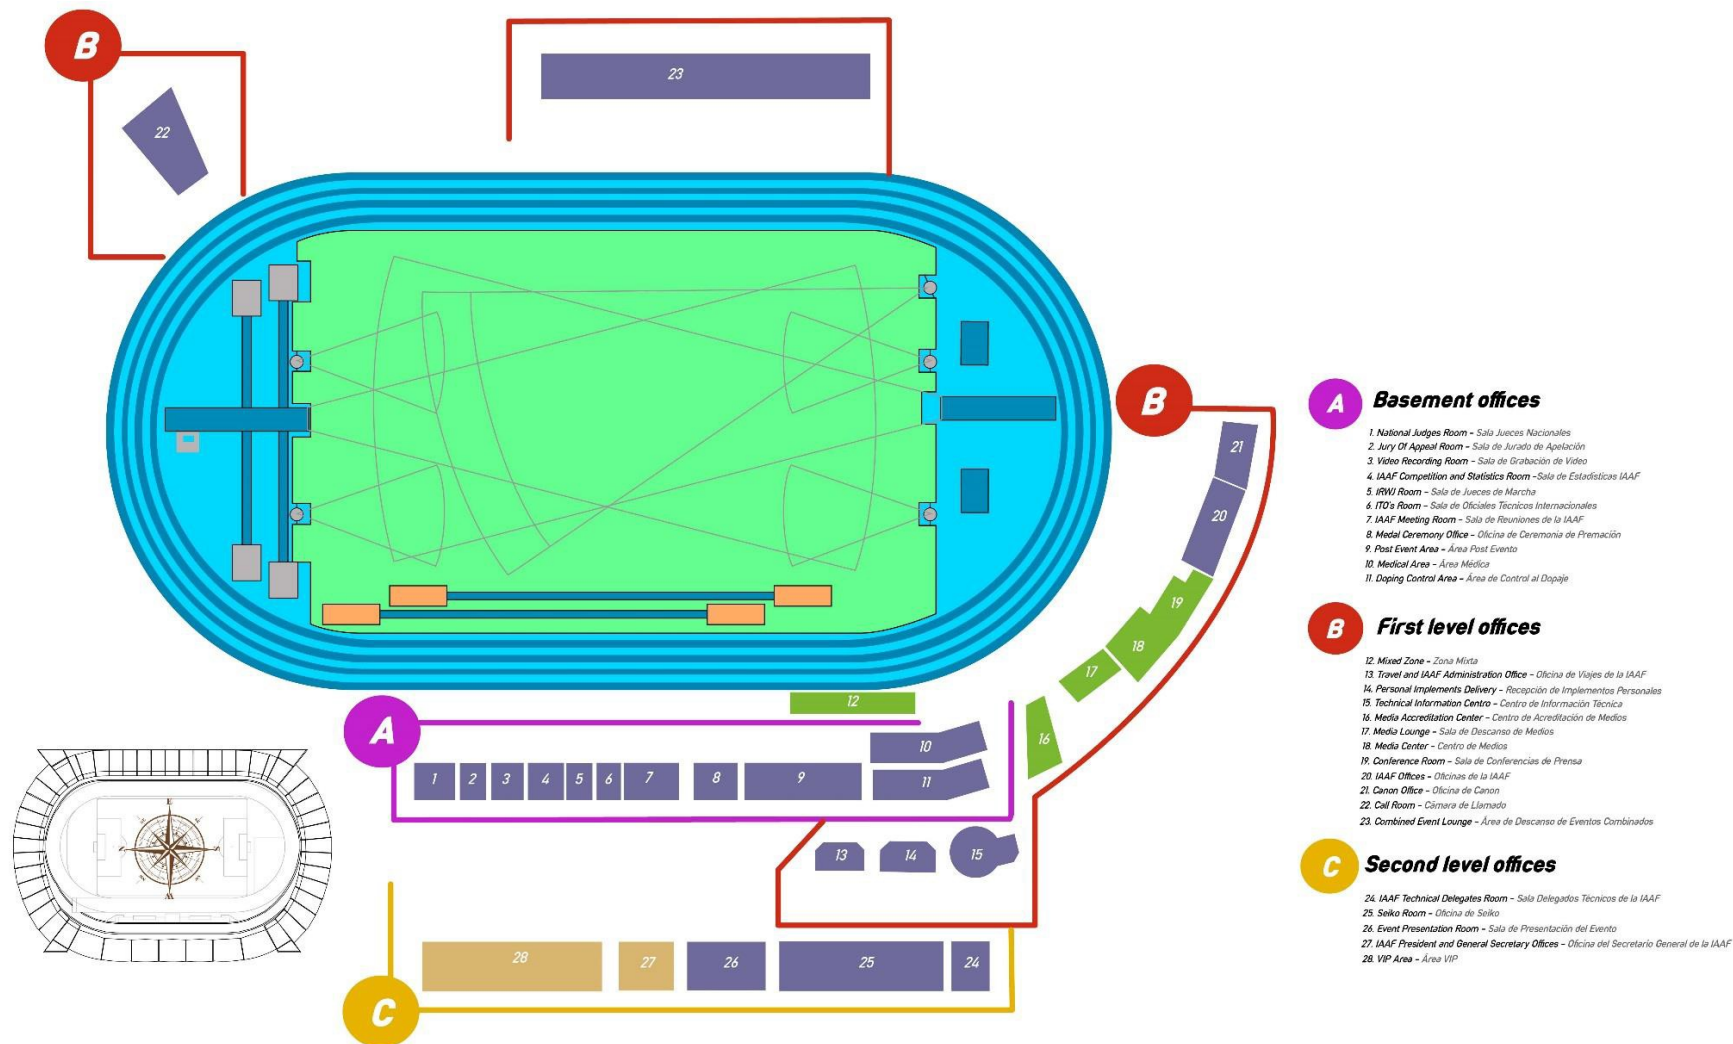 B
22
23
B
21
20
19
18
17
16
12
A
10
1 2 3 4 5 6 7 8 9 11
13 14 15
28 27 26 25 24
C
E
N S
W
A Basement offices
1. National Judges Room - Sala Jueces Nacionales
2. Jury Of Appeal Room - Sala de Jurado de Apelación
3. Video Recording Room - Sala de Grabación de Video
4. IAAF Competition and Statistics Room -Sala de Estadísticas IAAF
5. IRWJ Room - Sala de Jueces de Marcha
6. ITO's Room - Sala de Oficiales Técnicos Internacionales
7. IAAF Meeting Room - Sala de Reuniones de la IAAF
8. Medal Ceremony Office - Oficina de Ceremonia de Premación
9. Post Event Area - Área Post Evento
10. Medical Area - Área Médica
11. Doping Control Area - Área de Control al Dopaje
B First level offices
12. Mixed Zone - Zona Mixta
13. Travel and IAAF Administration Office - Oficina de Viajes de la IAAF
14. Personal Implements Delivery - Recepción de Implementos Personales
15. Technical Information Centro - Centro de Información Técnica
16. Media Accreditation Center - Centro de Acreditación de Medios
17. Media Lounge - Sala de Descanso de Medios
18. Media Center - Centro de Medios
19. Conference Room - Sala de Conferencias de Prensa
20. IAAF Offices - Oficinas de la IAAF
21. Canon Office - Oficina de Canon
22. Call Room - Cámara de Llamado
23. Combined Event Lounge - Área de Descanso de Eventos Combinados
C Second level offices
24. IAAF Technical Delegates Room - Sala Delegados Técnicos de la IAAF
25. Seiko Room - Oficina de Seiko
26. Event Presentation Room - Sala de Presentación del Evento
27. IAAF President and General Secretary Offices - Oficina del Secretario General de la IAAF
28. VIP Area - Área VIP